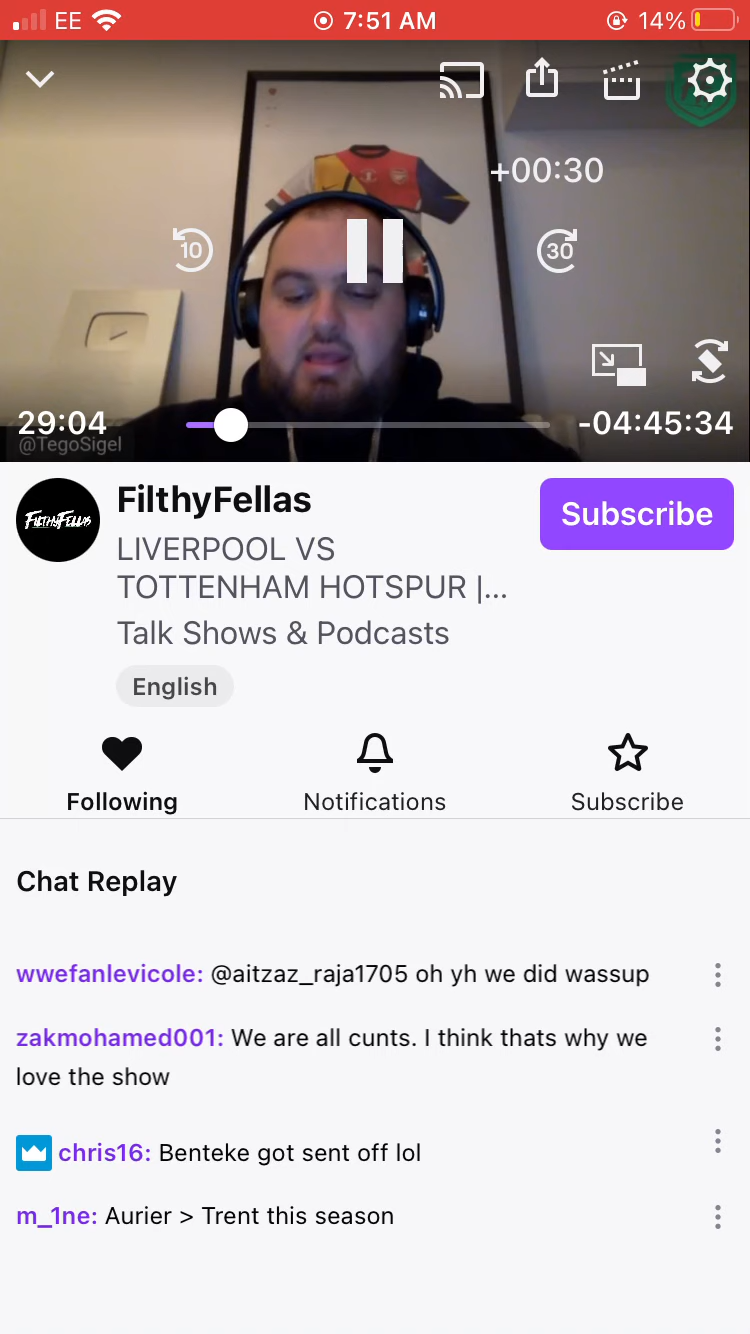 EE 7:51 AM 14%
+00:30
10 30
29:04 -04:45:34
@TegoSigel
FilthyFellas
FilthyFellas
Subscribe
LIVERPOOL VS
TOTTENHAM HOTSPUR |...
Talk Shows & Podcasts
English
Following Notifications Subscribe
Chat Replay
wwefanlevicole: @aitzaz_raja1705 oh yh we did wassup
zakmohamed001: We are all cunts. I think thats why we
love the show
chris16: Benteke got sent off lol
m_1ne: Aurier > Trent this season